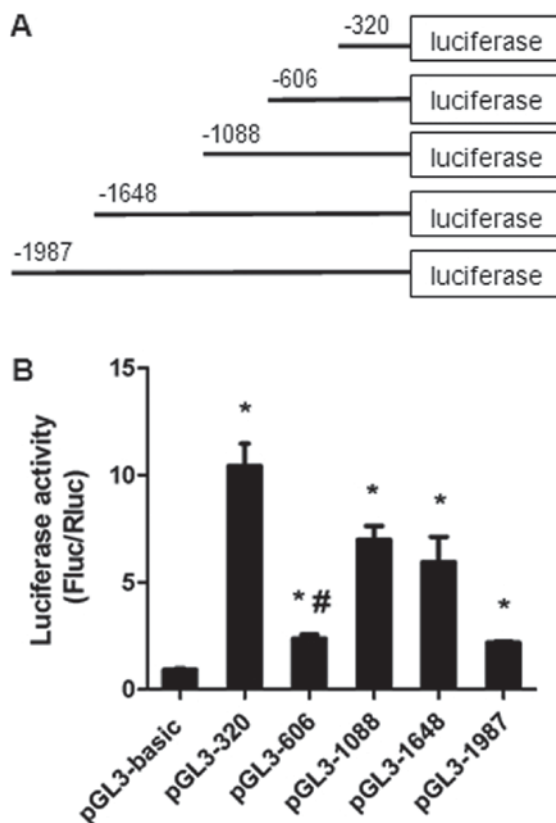 A
-320
luciferase
-606
luciferase
-1088
luciferase
-1648
luciferase
-1987
luciferase
B
Luciferase activity
(Fluc/Rluc)
15
10
5
0
*
* #
*
*
*
pGL3-basic
pGL3-320
pGL3-606
pGL3-1088
pGL3-1648
pGL3-1987